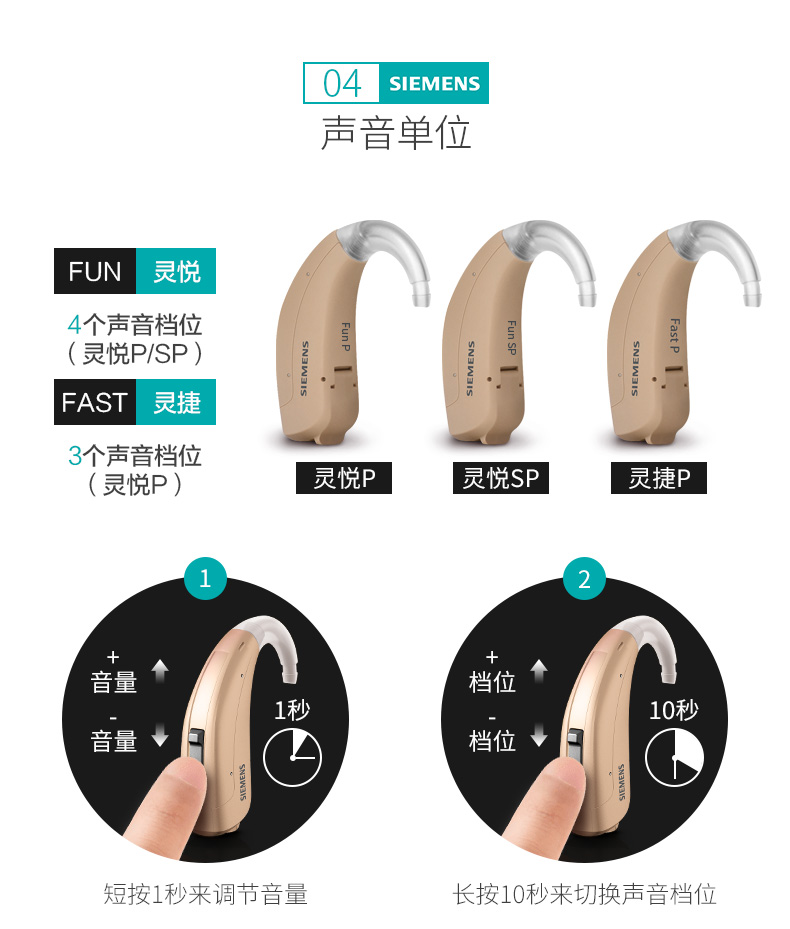 04 SIEMENS
声音单位
FUN 灵悦
4个声音档位
（灵悦P/SP）
FAST 灵捷
3个声音档位
（灵悦P）
Fun P
SIEMENS
Fun SP
SIEMENS
Fast P
SIEMENS
灵悦P
灵悦SP
灵捷P
1
+
音量
-
音量
1秒
SIEMENS
短按1秒来调节音量
2
+
档位
-
档位
10秒
SIEMENS
长按10秒来切换声音档位